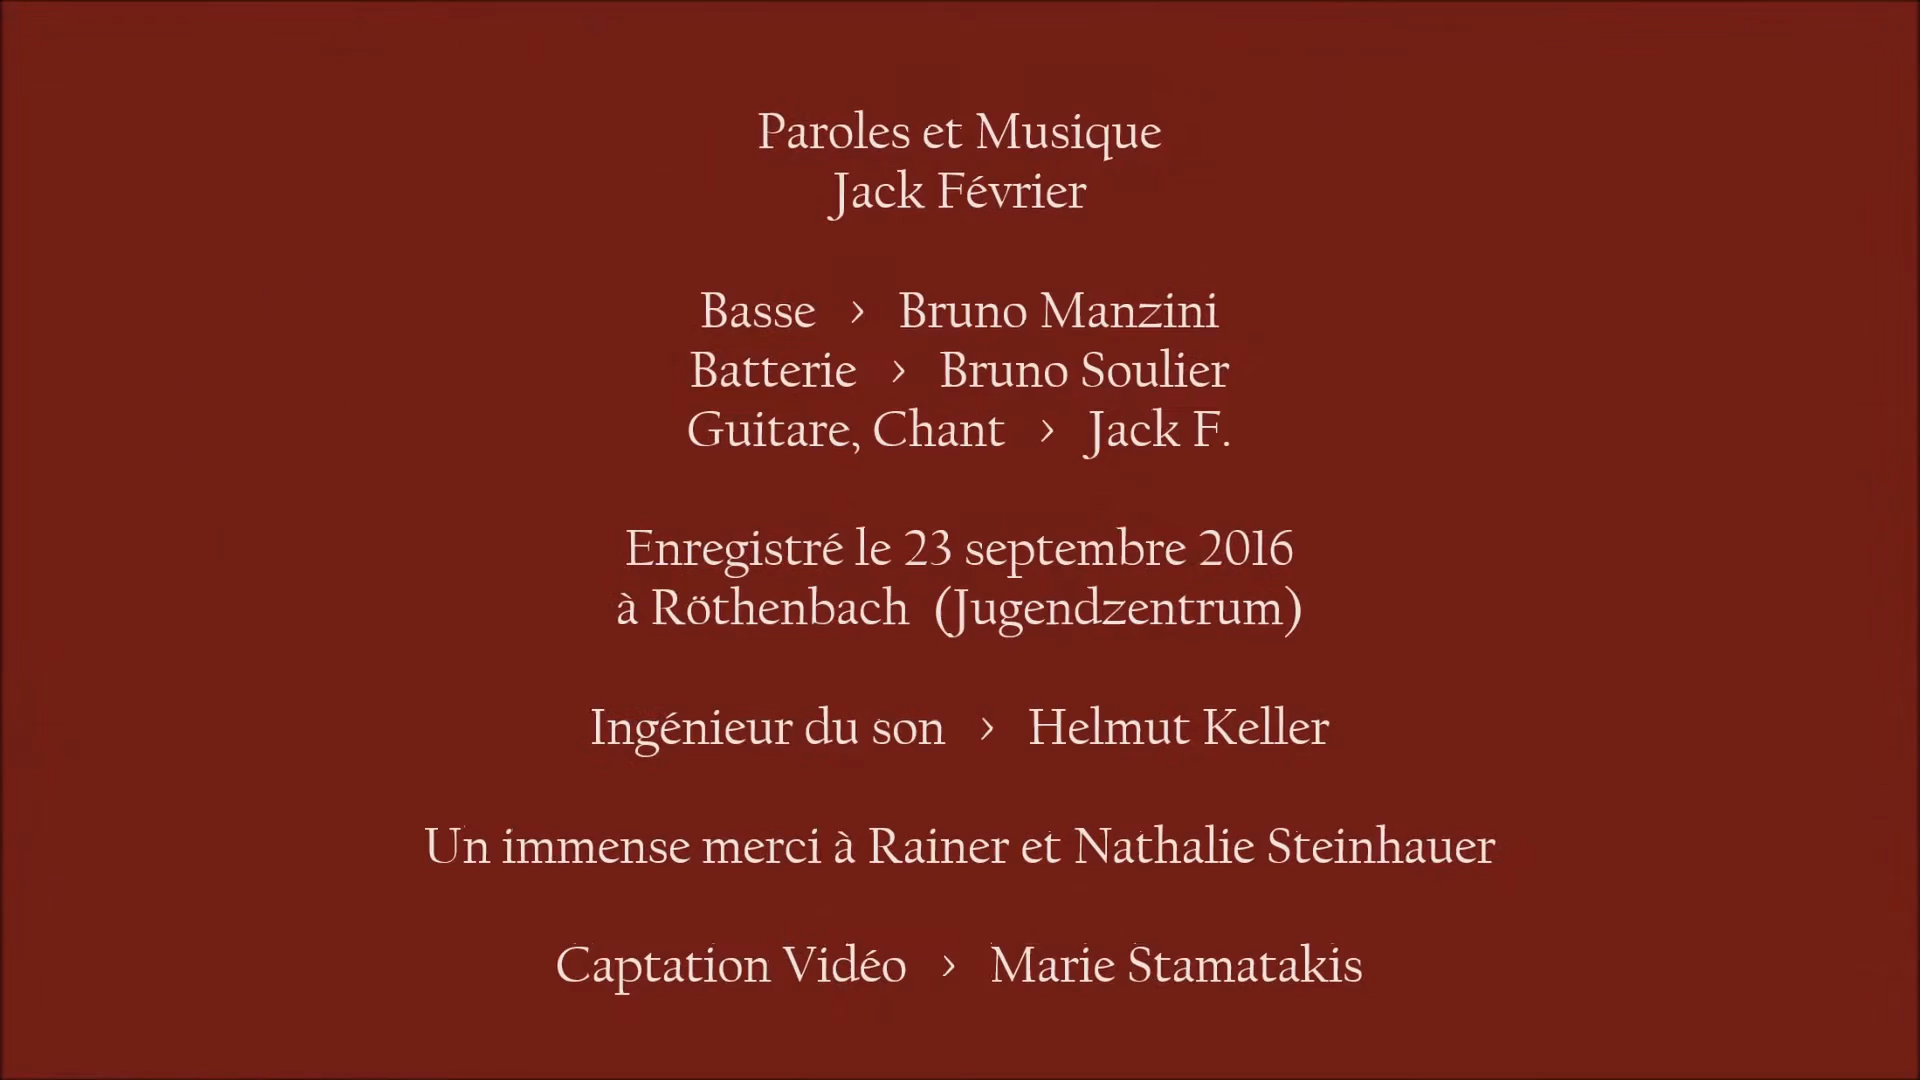 Paroles et Musique
Jack Février
Basse › Bruno Manzini
Batterie › Bruno Soulier
Guitare, Chant › Jack F.
Enregistré le 23 septembre 2016
à Röthenbach (Jugendzentrum)
Ingénieur du son › Helmut Keller
Un immense merci à Rainer et Nathalie Steinhauer
Captation Vidéo › Marie Stamatakis